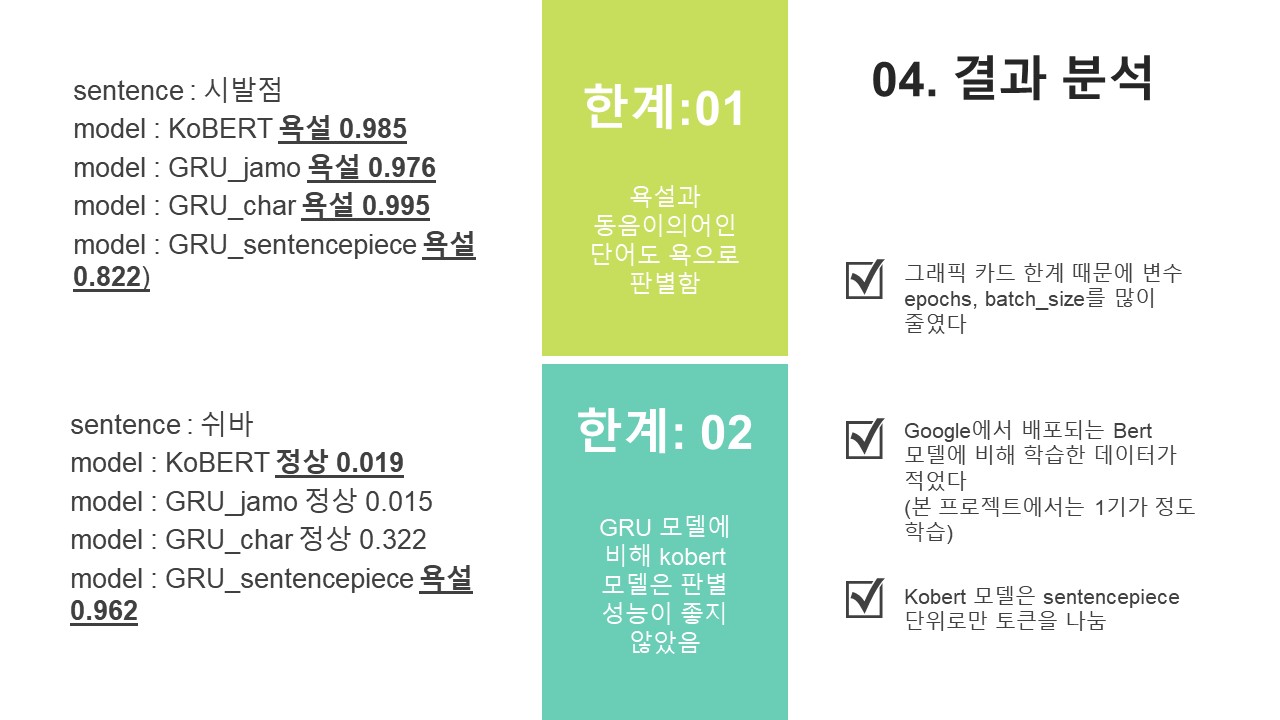 sentence : 시발점
model : KoBERT 욕설 0.985
model : GRU_jamo 욕설 0.976
model : GRU_char 욕설 0.995
model : GRU_sentencepiece 욕설
0.822)
sentence : 쉬바
model : KoBERT 정상 0.019
model : GRU_jamo 정상 0.015
model : GRU_char 정상 0.322
model : GRU_sentencepiece 욕설
0.962
한계:01
욕설과
동음이의어인
단어도 욕으로
판별함
한계: 02
GRU 모델에
비해 kobert
모델은 판별
성능이 좋지
않았음
04. 결과 분석
그래픽 카드 한계 때문에 변수
epochs, batch_size를 많이
줄였다
Google에서 배포되는 Bert
모델에 비해 학습한 데이터가
적었다
(본 프로젝트에서는 1기가 정도
학습)
Kobert 모델은 sentencepiece
단위로만 토큰을 나눔